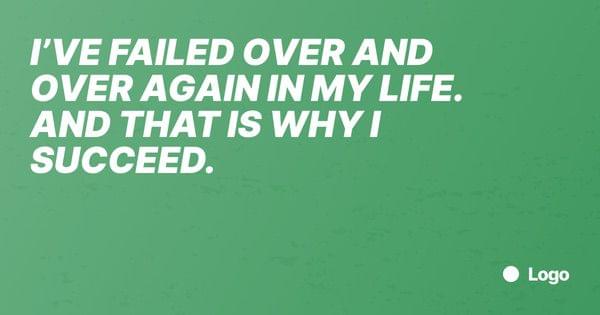 I’VE FAILED OVER AND
OVER AGAIN IN MY LIFE.
AND THAT IS WHY I
SUCCEED.
Logo